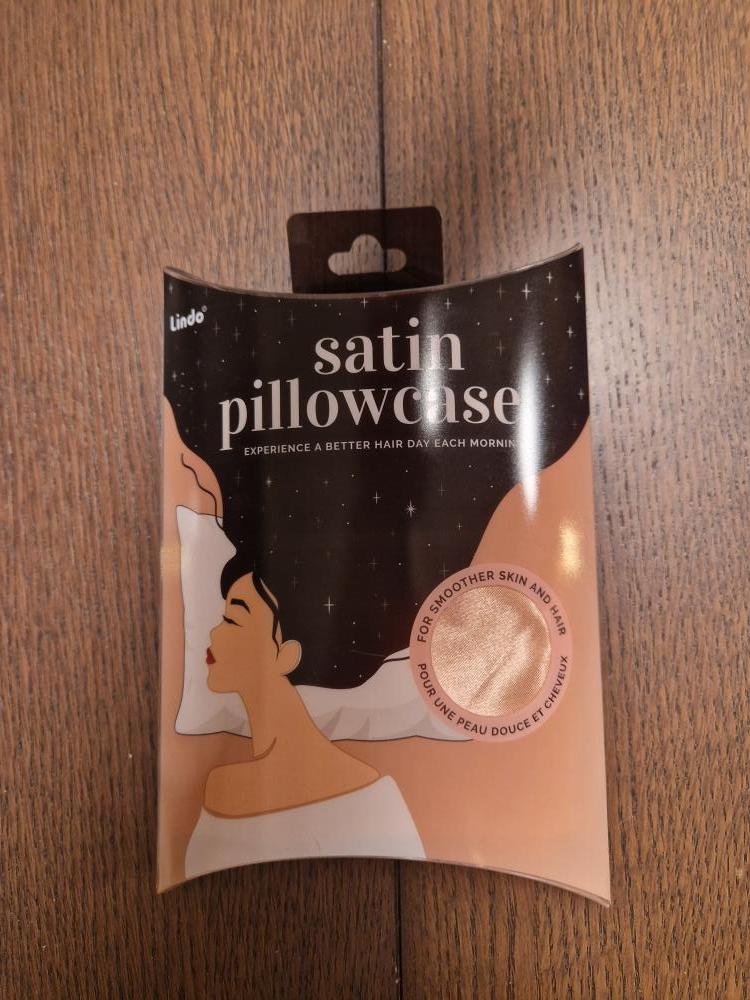 Lindo®
satin
pillowcase
EXPERIENCE A BETTER HAIR DAY EACH
FOR SMOOTHER SKIN AND HAIR
POUR UNE PEAU DOUCE ET CHEVEUX